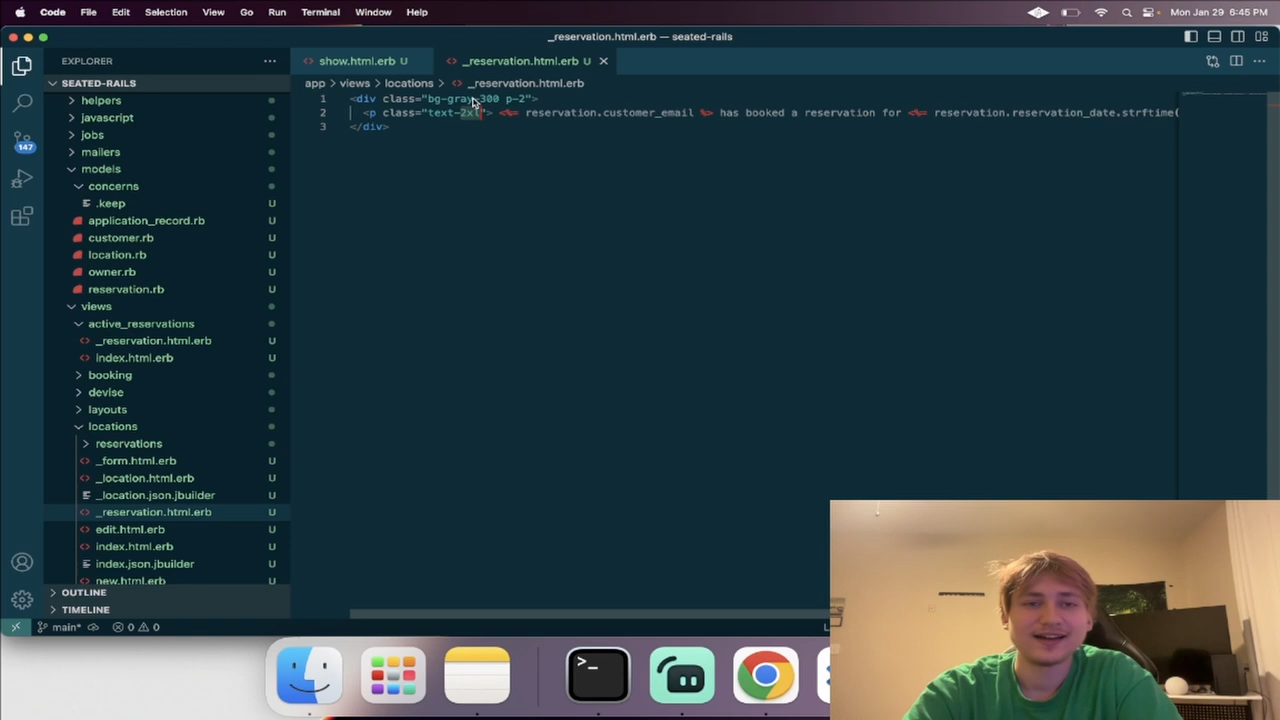 Code File Edit Selection View Go Run Terminal Window Help Mon Jan 29 6:45 PM
_reservation.html.erb — seated-rails
EXPLORER
show.html.erb U
_reservation.html.erb U
SEATED-RAILS
app > views > locations > _reservation.html.erb
1 <div class="bg-gray-300 p-2">
2 <p class="text-2xl"> <%= reservation.customer_email %> has booked a reservation for <%= reservation.reservation_date.strftime(
3 </div>
helpers
javascript
jobs
mailers
models
concerns
.keep U
application_record.rb U
customer.rb U
location.rb U
owner.rb U
reservation.rb U
views
active_reservations
_reservation.html.erb U
index.html.erb U
booking
devise
layouts
locations
reservations
_form.html.erb U
_location.html.erb U
_location.json.jbuilder U
_reservation.html.erb U
edit.html.erb U
index.html.erb U
index.json.jbuilder U
new.html.erb U
OUTLINE
TIMELINE
147
main* 0 0
>_